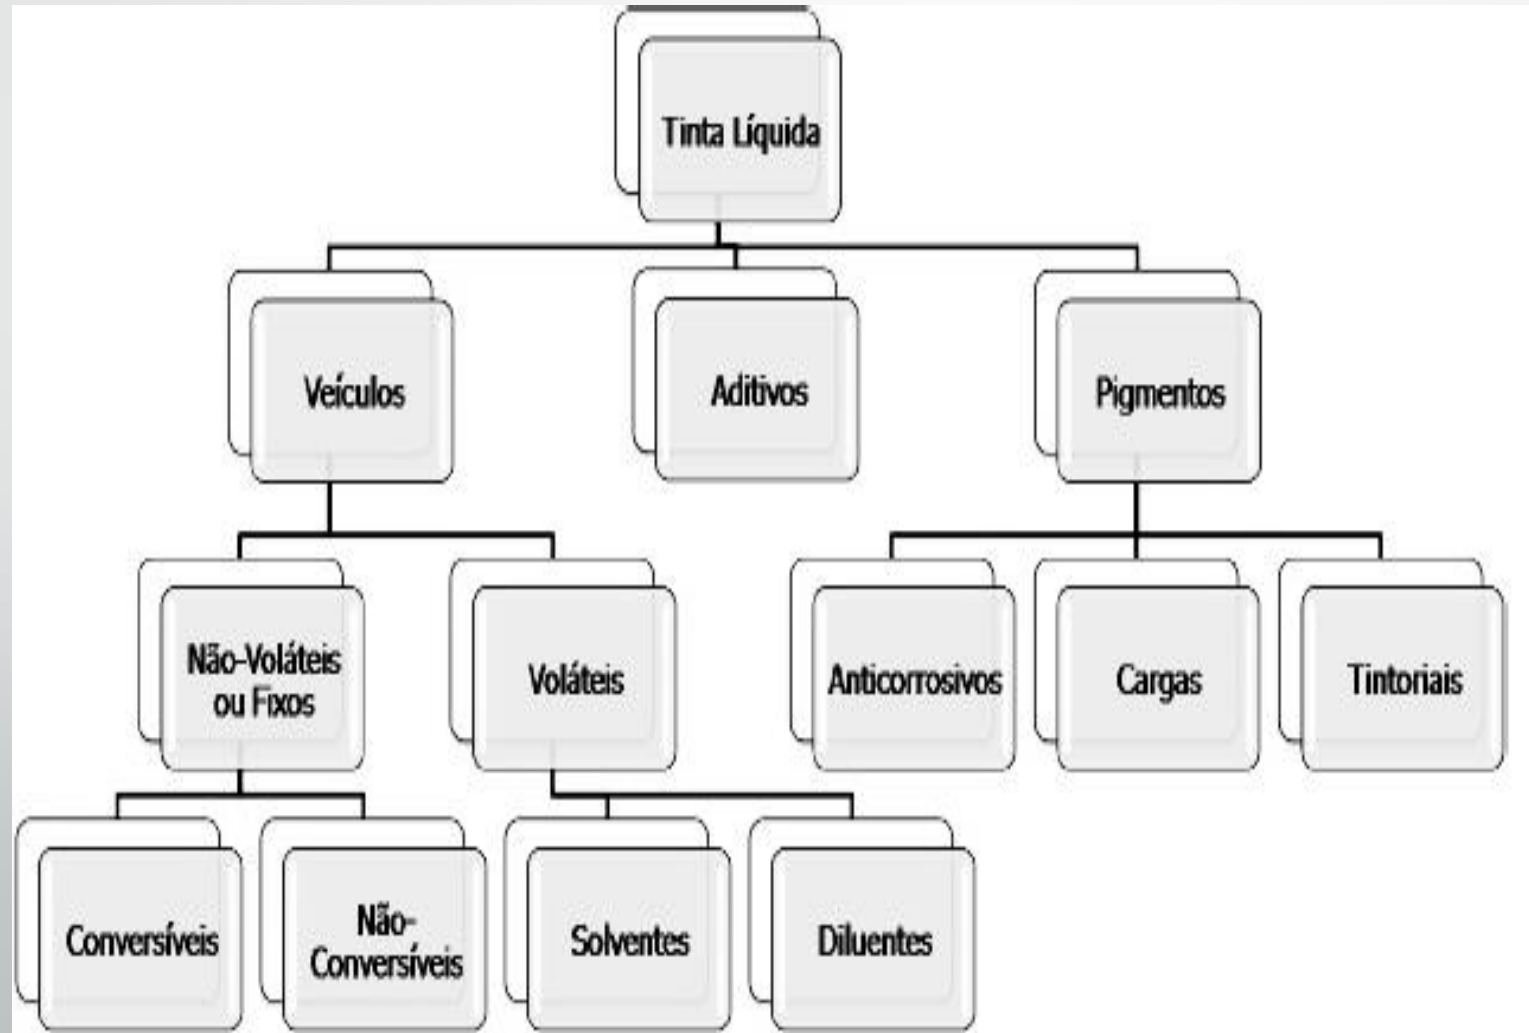 Tinta Líquida
Veículos
Aditivos
Pigmentos
Não-Voláteis
ou Fixos
Voláteis
Anticorrosivos
Cargas
Tintoriais
Conversíveis
Não-
Conversíveis
Solventes
Diluentes